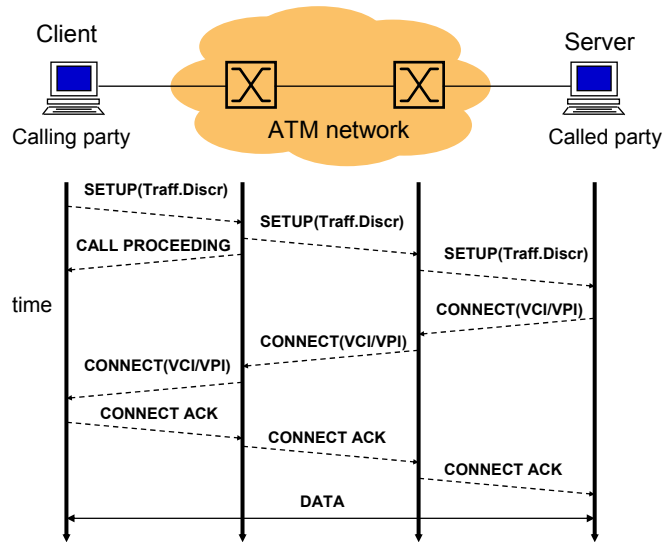 Client
Server
ATM network
Calling party
Called party
SETUP(Traff.Discr)
SETUP(Traff.Discr)
CALL PROCEEDING
SETUP(Traff.Discr)
time
CONNECT(VCI/VPI)
CONNECT(VCI/VPI)
CONNECT(VCI/VPI)
CONNECT ACK
CONNECT ACK
CONNECT ACK
DATA